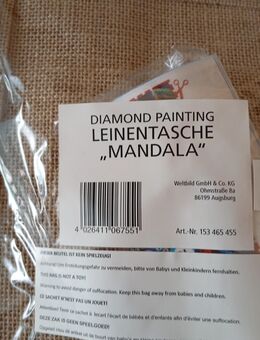 DIAMOND PAINTING
LEINENTASCHE
„MANDALA“
4 026411 067551
Weltbild GmbH & Co. KG
Ohmstraße 8a
86199 Augsburg
Art.-Nr. 153 465 455
DIESER BEUTEL IST KEIN SPIELZEUG!
Achtung! Um Erstickungsgefahr zu vermeiden, bitte von Babys und Kleinkindern fernhalten.
THIS BAG IS NOT A TOY!
Warning to avoid danger of suffocation. Keep this bag away from babies and children.
CE SACHET N'EST PAS UN JOUET!
Attention! Tenir ce sachet à l'écart de bébés et d'enfants afin d'éviter une suffocation.
DEZE ZAK IS GEEN SPEELGOED!